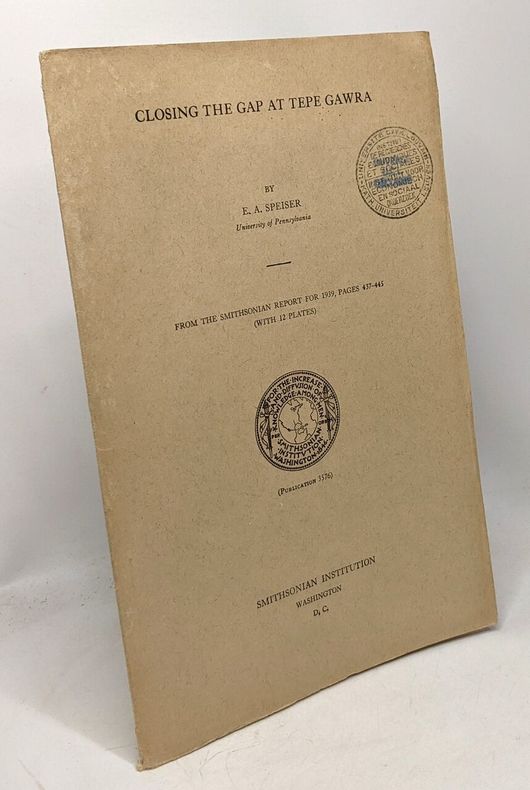 CLOSING THE GAP AT TEPE GAWRA
BY
E. A. SPEISER
University of Pennsylvania
FROM THE SMITHSONIAN REPORT FOR 1939, PAGES 437-445
(WITH 12 PLATES)
FOR·THE·INCREASE
AND·DIFFUSION·OF
KNOWLEDGE·AMONG·MEN
SMITHSONIAN
INSTITUTION
WASHINGTON·1846
(PUBLICATION 3576)
SMITHSONIAN INSTITUTION
WASHINGTON
D. C.